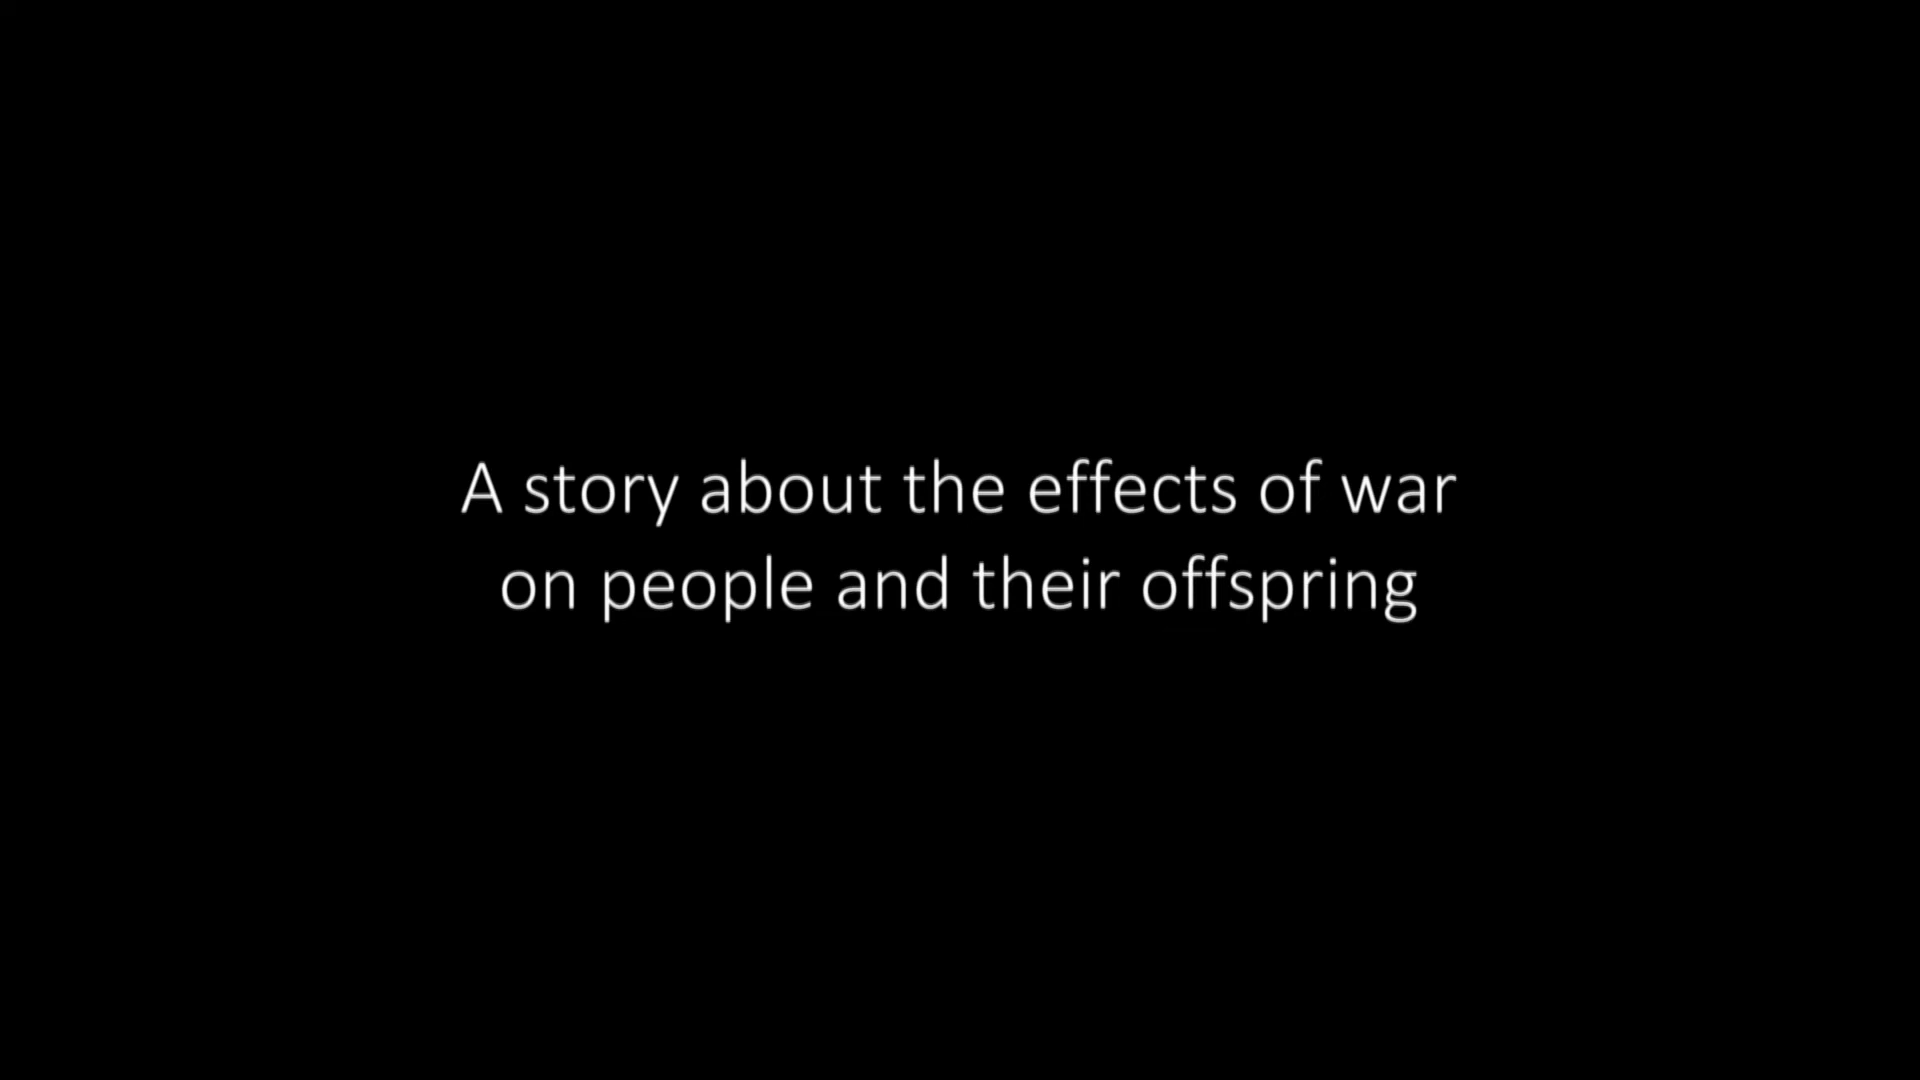 A story about the effects of war
on people and their offspring